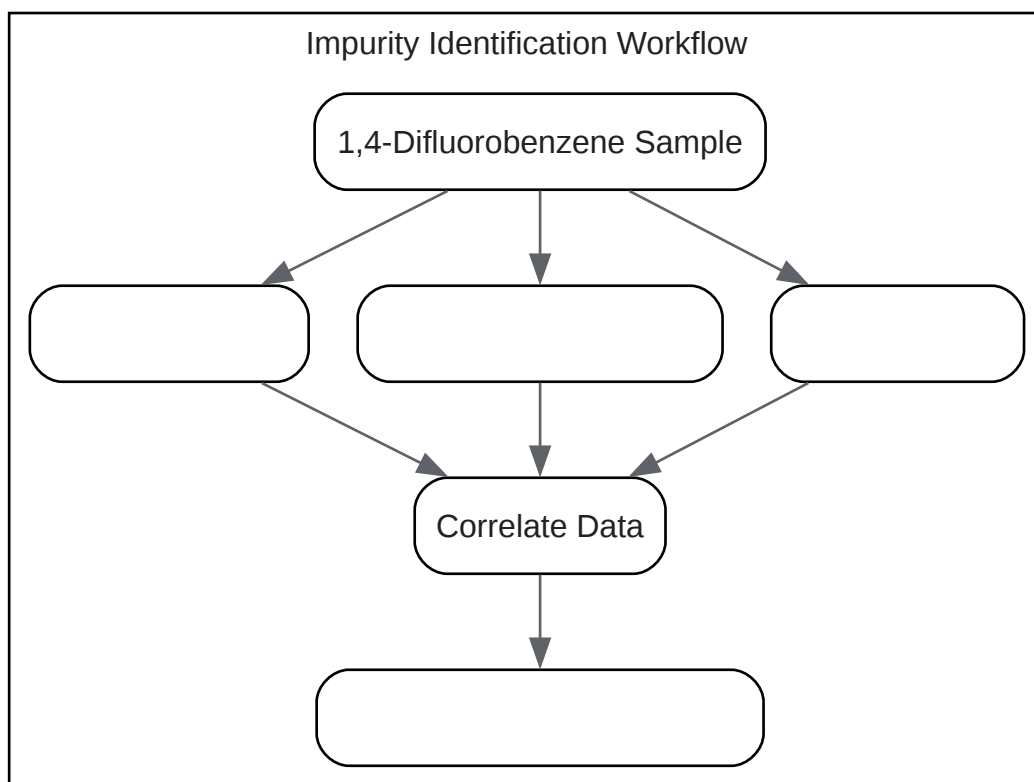 Impurity Identification Workflow
1,4-Difluorobenzene Sample
Correlate Data